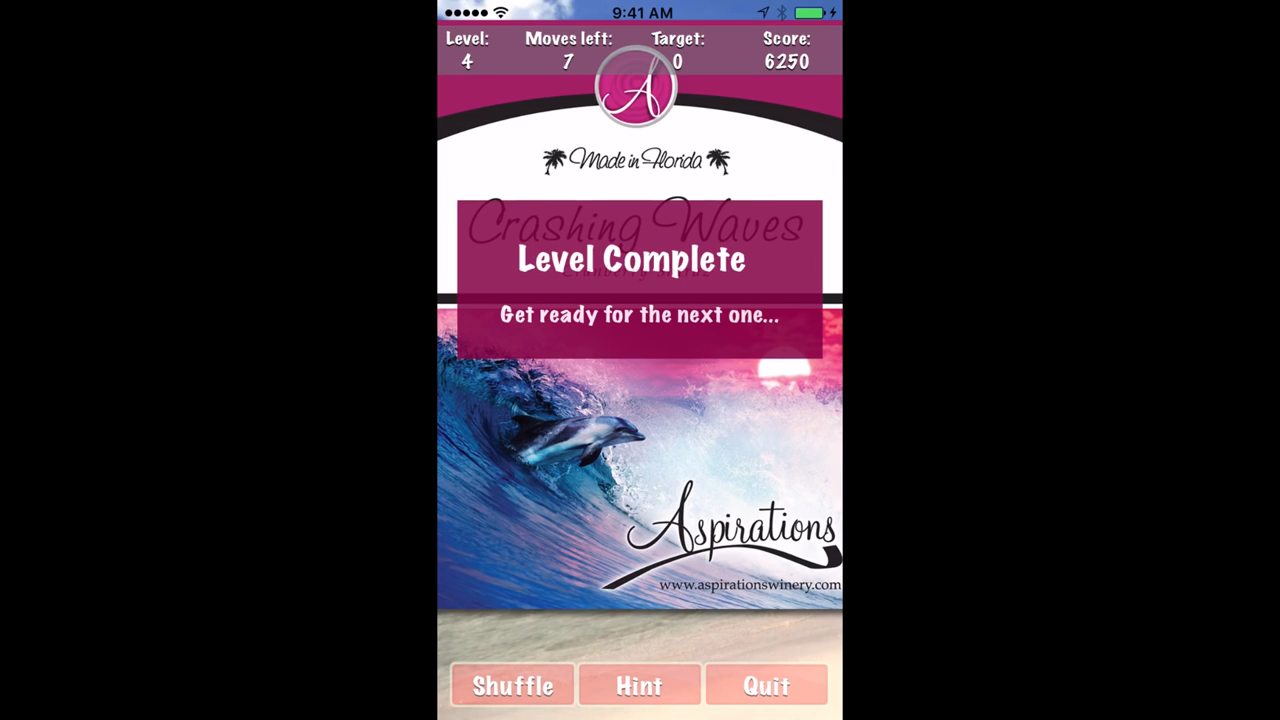 9:41 AM
Level: Moves left: Target: Score:
4 7 0 6250
A
Made in Florida
Crashing Waves
Level Complete
Get ready for the next one...
Aspirations
www.aspirationswinery.com
Shuffle Hint Quit